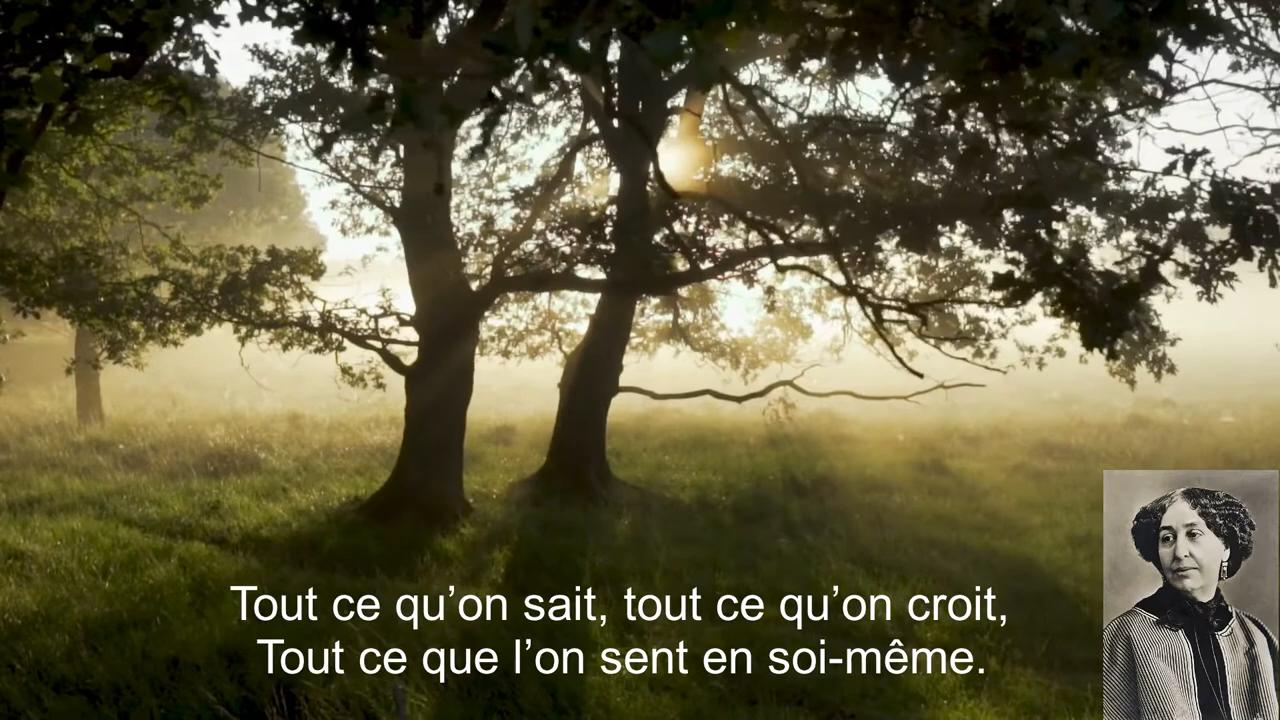 Tout ce qu’on sait, tout ce qu’on croit,
Tout ce que l’on sent en soi-même.